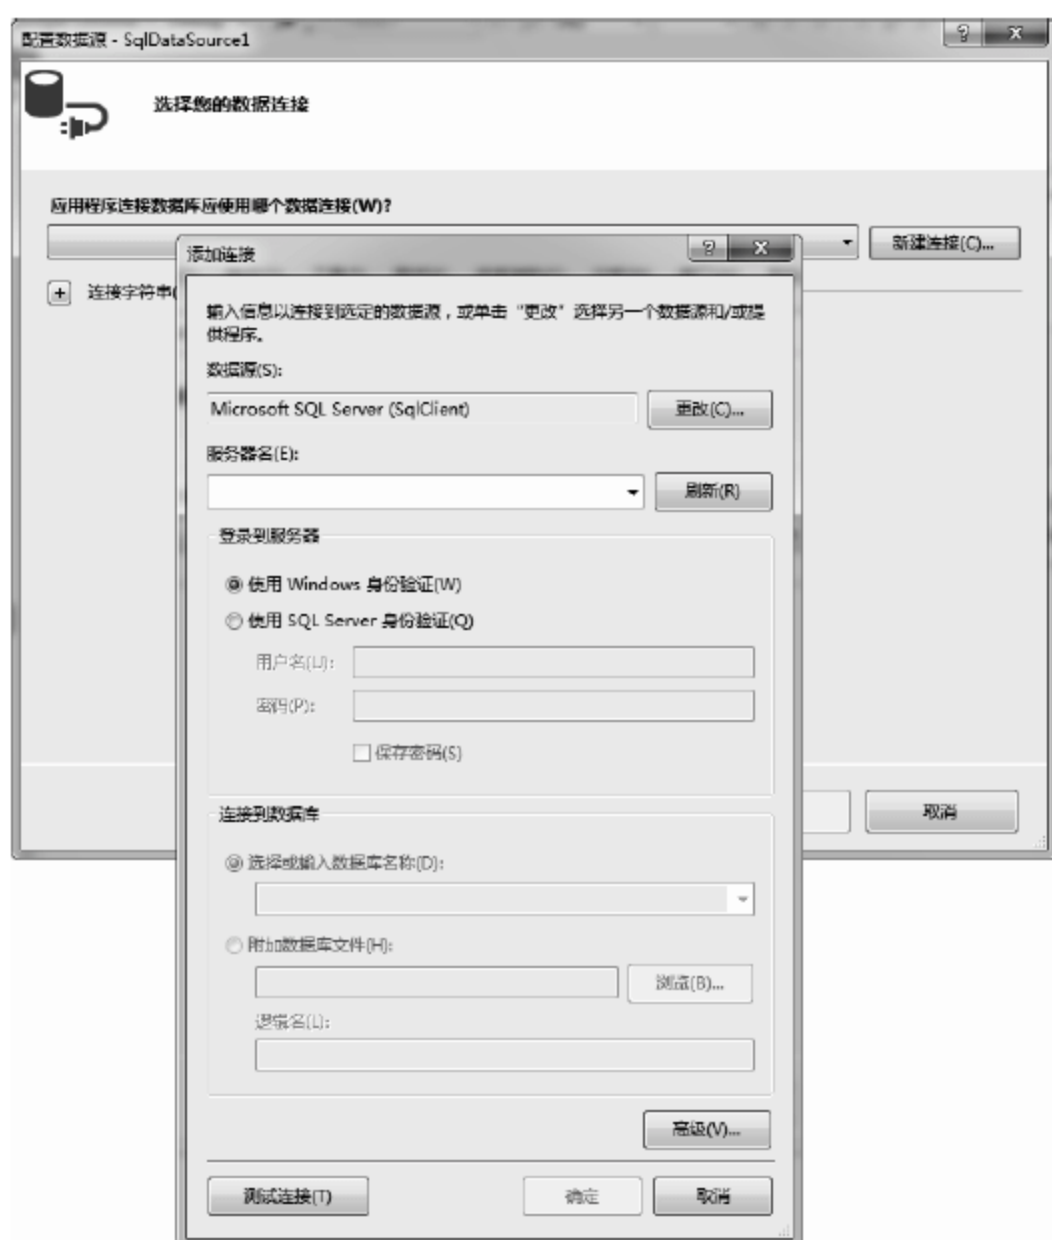 配置数据源 - SqlDataSource1
选择您的数据连接
应用程序连接数据库应使用哪个数据连接(W)?
新建连接(C)...
连接字符串(
添加连接
输入信息以连接到选定的数据源，或单击“更改”选择另一个数据源和/或提
供程序。
数据源(S):
Microsoft SQL Server (SqlClient)
更改(C)...
服务器名(E):
刷新(R)
登录到服务器
使用 Windows 身份验证(W)
使用 SQL Server 身份验证(Q)
用户名(U):
密码(P):
保存密码(S)
连接到数据库
选择或输入数据库名称(D):
附加数据库文件(H):
浏览(B)...
逻辑名(L):
高级(V)...
测试连接(T)
确定
取消
取消